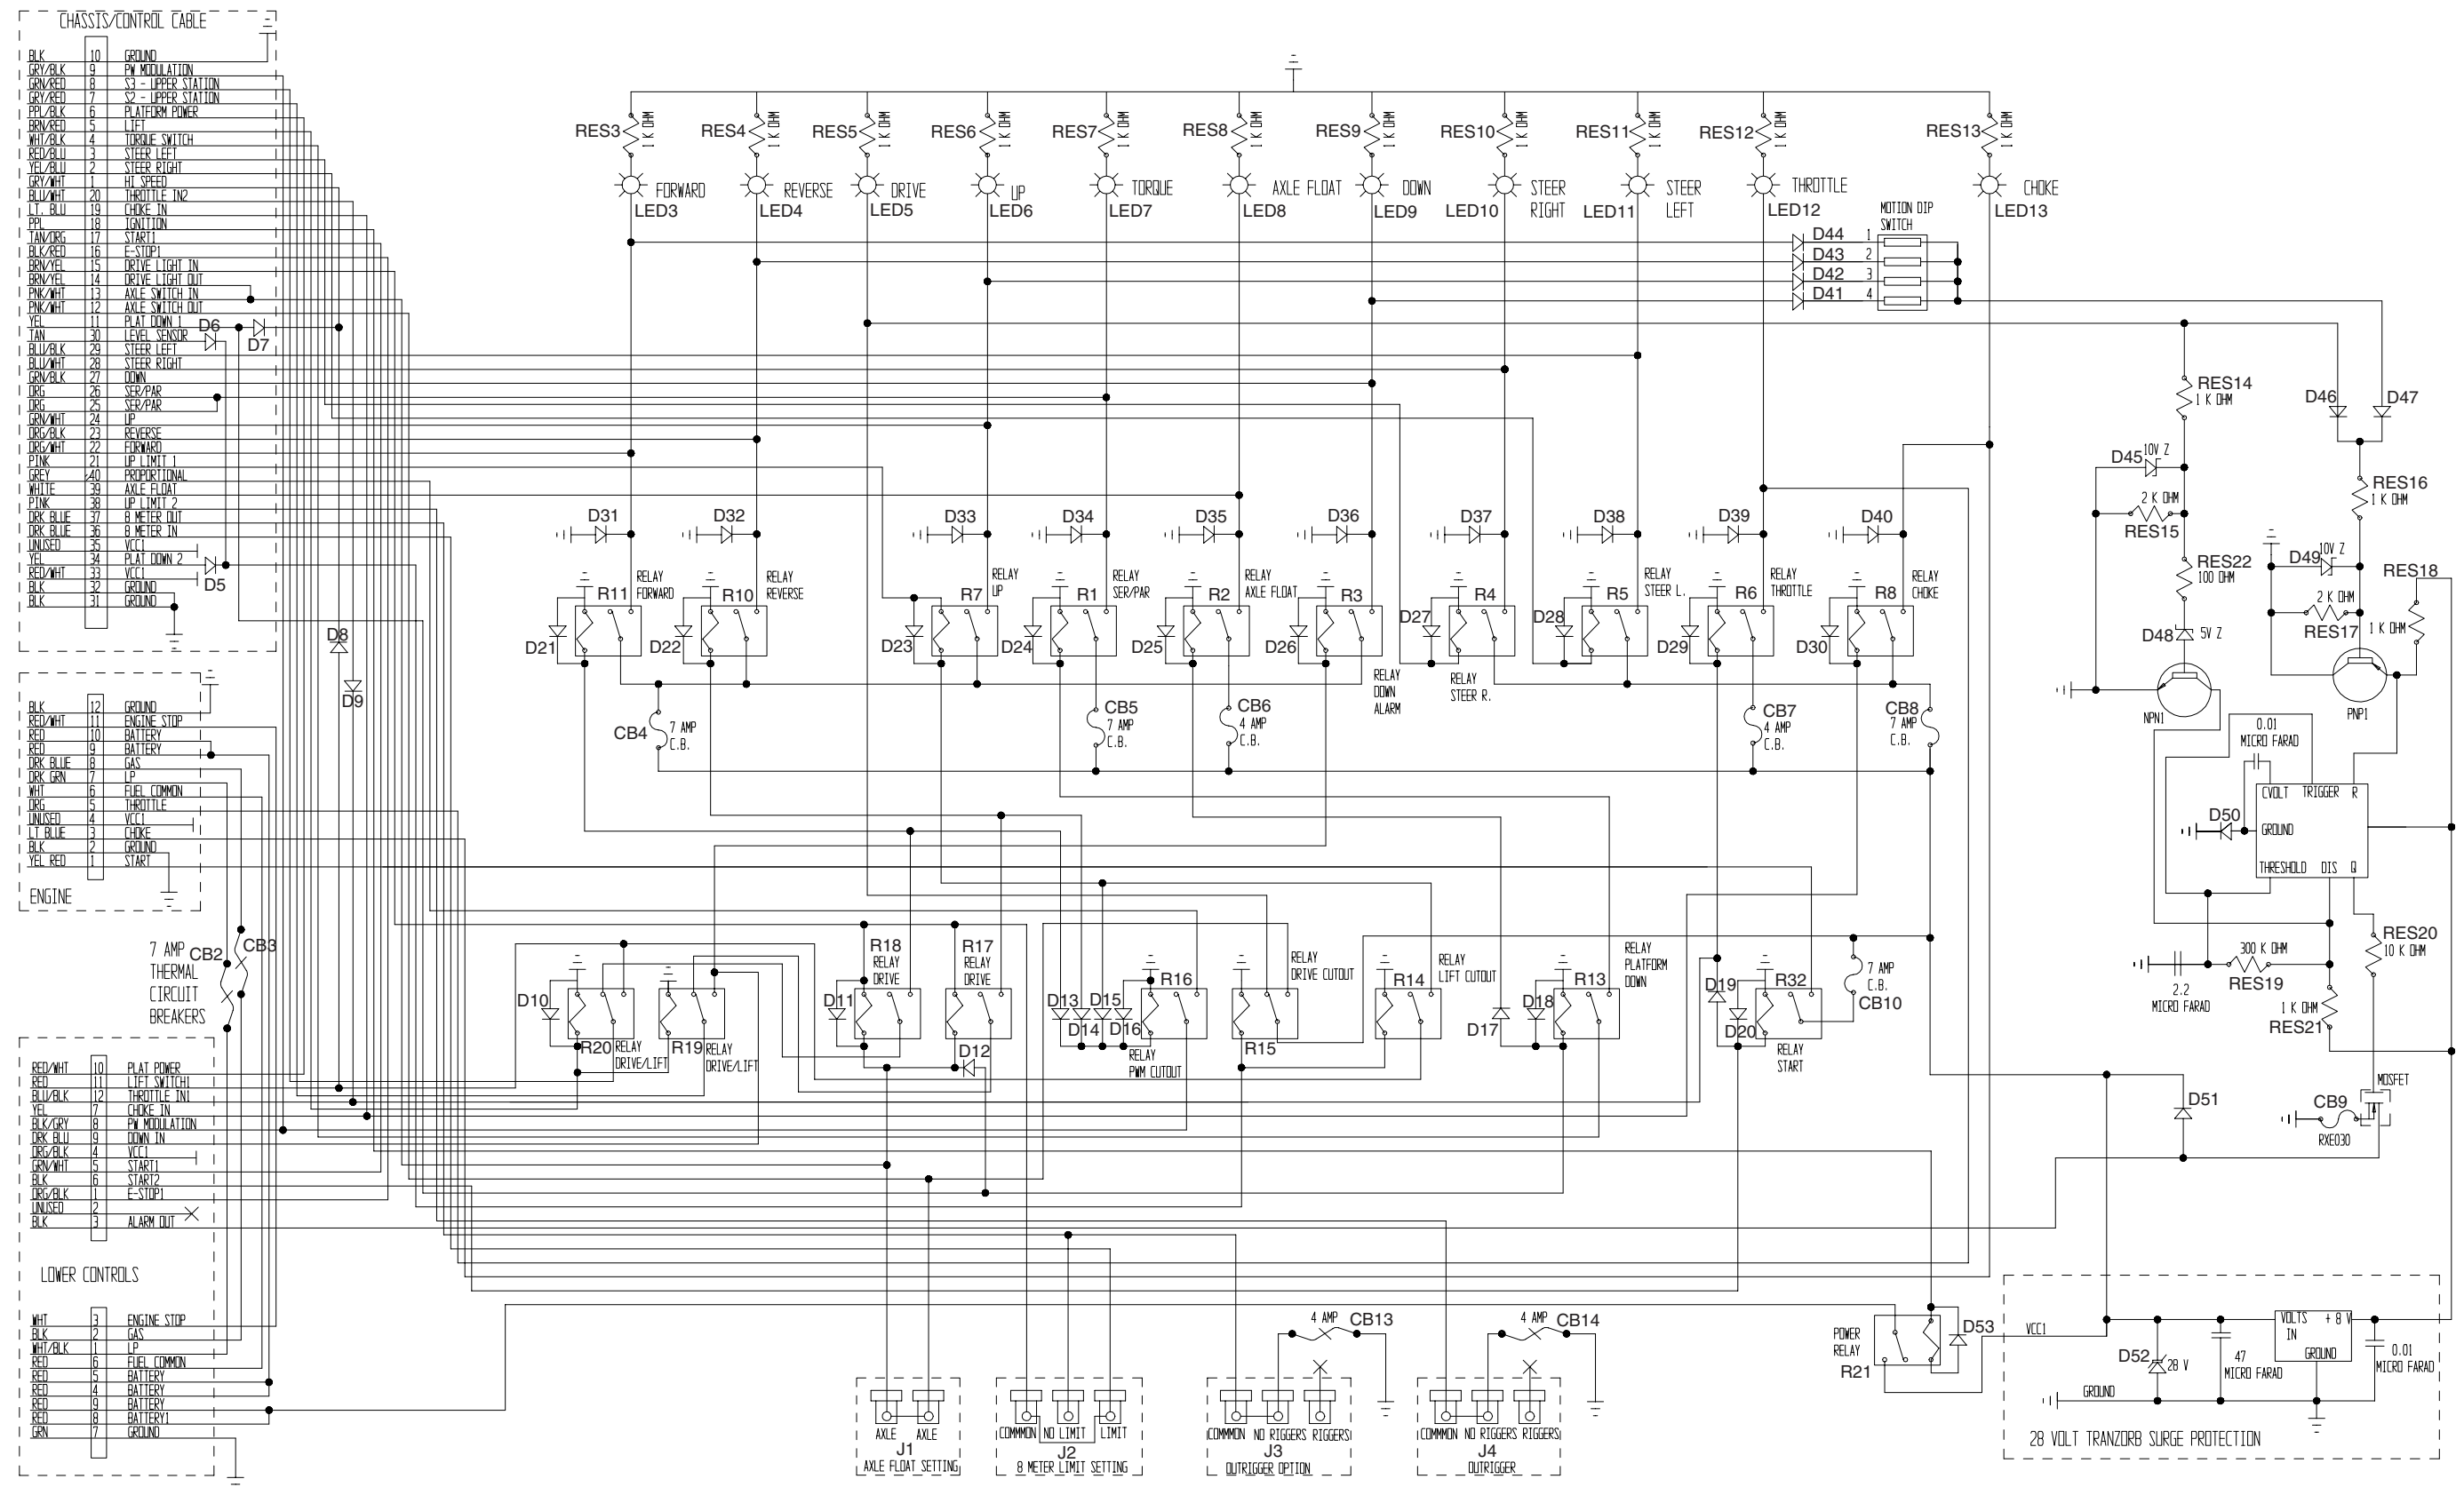 CHASSIS/CONTROL CABLE
BLK 10 GROUND
GRY/BLK 9 PW MODULATION
GRN/RED 8 S3 - UPPER STATION
GRY/RED 7 S2 - UPPER STATION
PPL/BLK 6 PLATFORM POWER
BRN/RED 5 LIFT
WHT/BLK 4 TORQUE SWITCH
RED/BLU 3 STEER LEFT
YEL/BLU 2 STEER RIGHT
GRY/WHT 1 HI SPEED
BLU/WHT 20 THROTTLE IN2
LT. BLU 19 CHOKE IN
PPL 18 IGNITION
TAN/ORG 17 START1
BLK/RED 16 E-STOP1
BRN/YEL 15 DRIVE LIGHT IN
BRN/YEL 14 DRIVE LIGHT OUT
PNK/WHT 13 AXLE SWITCH IN
PNK/WHT 12 AXLE SWITCH OUT
YEL 11 PLAT DOWN 1
TAN 30 LEVEL SENSOR
BLU/BLK 29 STEER LEFT
BLU/WHT 28 STEER RIGHT
GRN/BLK 27 DOWN
ORG 26 SER/PAR
ORG 25 SER/PAR
GRN/WHT 24 UP
ORG/BLK 23 REVERSE
ORG/WHT 22 FORWARD
PINK 21 UP LIMIT 1
GREY 40 PROPORTIONAL
WHITE 39 AXLE FLOAT
PINK 38 UP LIMIT 2
DRK BLUE 37 8 METER OUT
DRK BLUE 36 8 METER IN
UNUSED 35 VCC1
YEL 34 PLAT DOWN 2
RED/WHT 33 VCC1
BLK 32 GROUND
BLK 31 GROUND
D6
D7
D5
D8
D9
RES3 1 K OHM
RES4 1 K OHM
RES5 1 K OHM
RES6 1 K OHM
RES7 1 K OHM
RES8 1 K OHM
RES9 1 K OHM
RES10 1 K OHM
RES11 1 K OHM
RES12 1 K OHM
RES13 1 K OHM
FORWARD LED3
REVERSE LED4
DRIVE LED5
UP LED6
TORQUE LED7
AXLE FLOAT LED8
DOWN LED9
STEER RIGHT LED10
STEER LEFT LED11
THROTTLE LED12
CHOKE LED13
MOTION DIP
SWITCH
D44 1
D43 2
D42 3
D41 4
RES14
1 K OHM
D46
D47
D45 10V Z
2 K OHM
RES15
RES16
1 K OHM
RES22
100 OHM
D49 10V Z
RES18
2 K OHM
RES17
1 K OHM
D48 5V Z
NPN1
PNP1
D31
D32
D33
D34
D35
D36
D37
D38
D39
D40
R11 RELAY FORWARD
R10 RELAY REVERSE
R7 RELAY UP
R1 RELAY SER/PAR
R2 RELAY AXLE FLOAT
R3 RELAY DOWN ALARM
R4 RELAY STEER R.
R5 RELAY STEER L.
R6 RELAY THROTTLE
R8 RELAY CHOKE
D21
D22
D23
D24
D25
D26
D27
D28
D29
D30
CB4 7 AMP C.B.
CB5 7 AMP C.B.
CB6 4 AMP C.B.
CB7 4 AMP C.B.
CB8 7 AMP C.B.
0.01
MICRO FARAD
CVOLT TRIGGER R
GROUND
THRESHOLD DIS Q
D50
300 K OHM
RES19
2.2
MICRO FARAD
RES20
10 K OHM
1 K OHM
RES21
MOSFET
CB9
RXE030
D51
BLK 12 GROUND
RED/WHT 11 ENGINE STOP
RED 10 BATTERY
RED 9 BATTERY
DRK BLUE 8 GAS
DRK GRN 7 LP
WHT 6 FUEL COMMON
ORG 5 THROTTLE
UNUSED 4 VCC1
LT BLUE 3 CHOKE
BLK 2 GROUND
YEL RED 1 START
ENGINE
7 AMP
THERMAL
CIRCUIT
BREAKERS
CB2
CB3
D10
R20 RELAY DRIVE/LIFT
R19 RELAY DRIVE/LIFT
D11
R18 RELAY DRIVE
R17 RELAY DRIVE
D12
D13
D14
D15
D16
R16
RELAY
PWM CUTOUT
R15
RELAY
DRIVE CUTOUT
R14
RELAY
LIFT CUTOUT
D17
D18
R13
RELAY
PLATFORM
DOWN
D19
D20
R32
RELAY
START
7 AMP
C.B.
CB10
RED/WHT 10 PLAT POWER
RED 11 LIFT SWITCH1
BLU/BLK 12 THROTTLE IN1
YEL 7 CHOKE IN
BLK/GRY 8 PW MODULATION
DRK BLU 9 DOWN IN
ORG/BLK 4 VCC1
GRN/WHT 5 START1
BLK 6 START2
ORG/BLK 1 E-STOP1
UNUSED 2
BLK 3 ALARM OUT
LOWER CONTROLS
WHT 3 ENGINE STOP
BLK 2 GAS
WHT/BLK 1 LP
RED 6 FUEL COMMON
RED 5 BATTERY
RED 4 BATTERY
RED 9 BATTERY
RED 8 BATTERY1
GRN 7 GROUND
AXLE AXLE
J1
AXLE FLOAT SETTING
COMMMON NO LIMIT LIMIT
J2
8 METER LIMIT SETTING
4 AMP CB13
COMMMON NO RIGGERS RIGGERS
J3
OUTRIGGER OPTION
4 AMP CB14
COMMMON NO RIGGERS RIGGERS
J4
OUTRIGGER
POWER
RELAY
R21
D53
VCC1
D52 28 V
47
MICRO FARAD
VOLTS + 8 V
IN
GROUND
0.01
MICRO FARAD
GROUND
28 VOLT TRANZORB SURGE PROTECTION